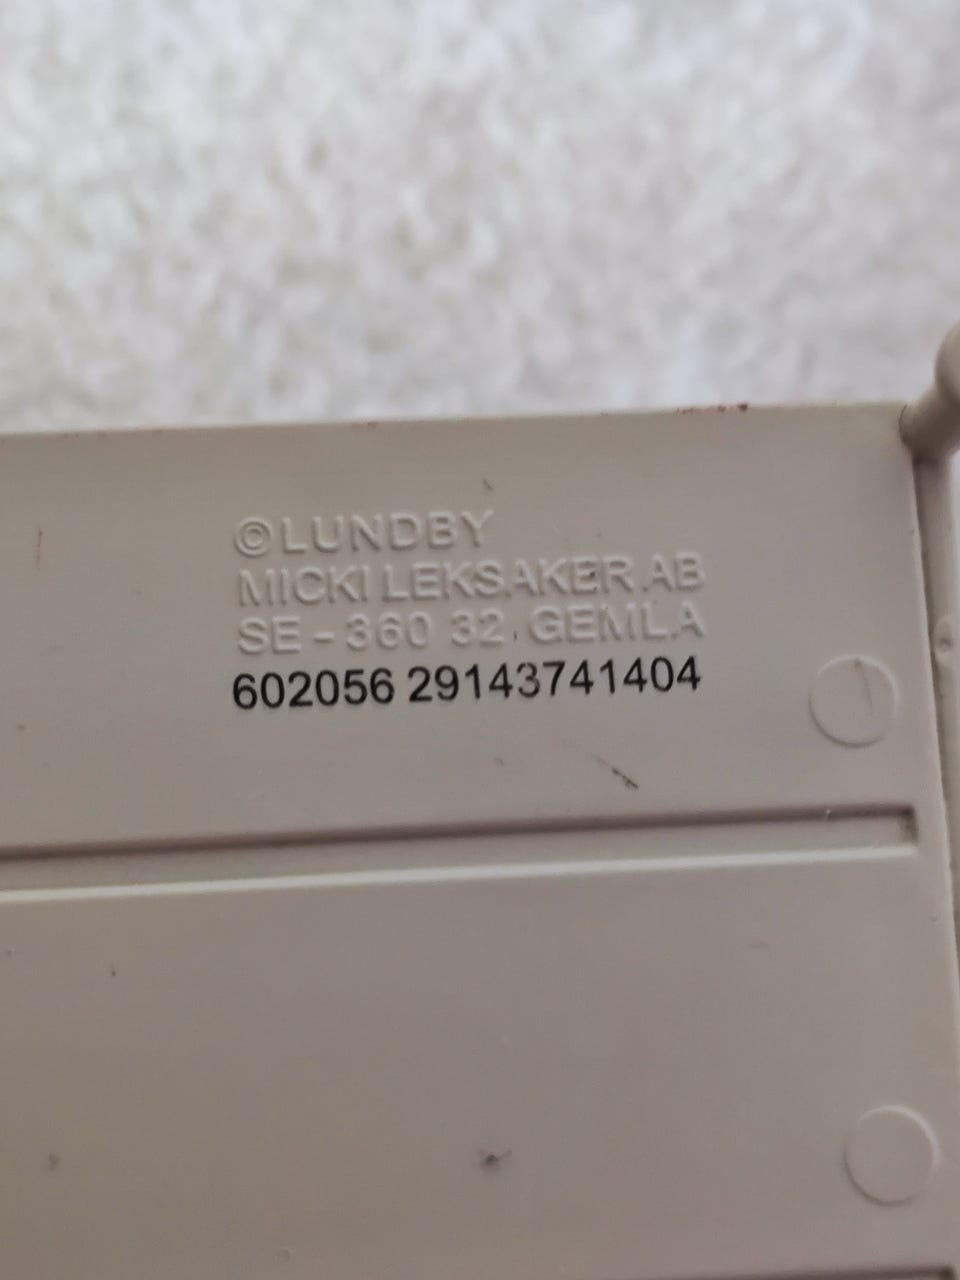 ©LUNDBY
MICKI LEKSAKER AB
SE - 360 32 GEMLA
602056 29143741404